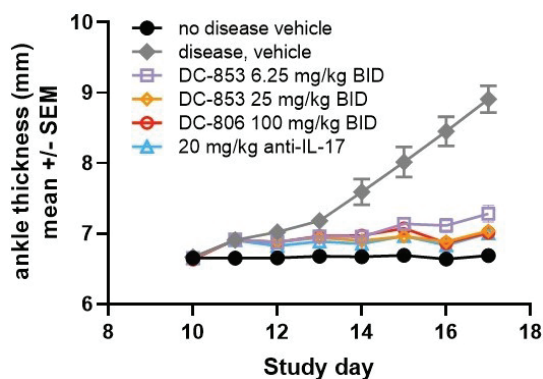 ankle thickness (mm)
mean +/- SEM
10
9
8
7
6
no disease vehicle
disease, vehicle
DC-853 6.25 mg/kg BID
DC-853 25 mg/kg BID
DC-806 100 mg/kg BID
20 mg/kg anti-IL-17
8 10 12 14 16 18
Study day